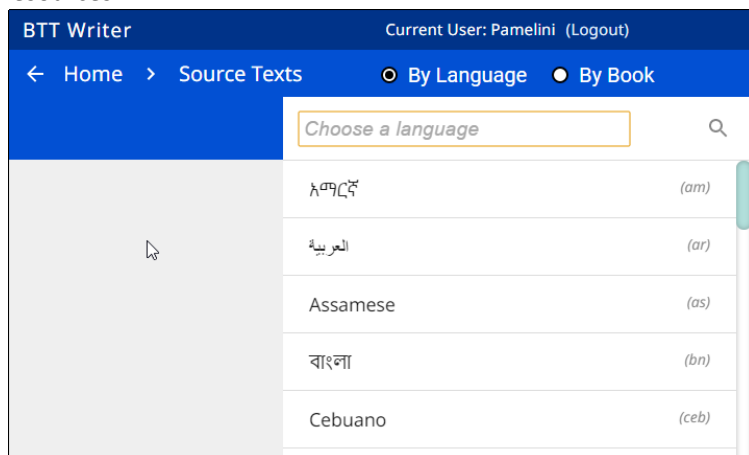 BTT Writer Current User: Pamelini (Logout)
← Home > Source Texts By Language By Book
Choose a language
አማርኛ (am)
العربية (ar)
Assamese (as)
বাংলা (bn)
Cebuano (ceb)